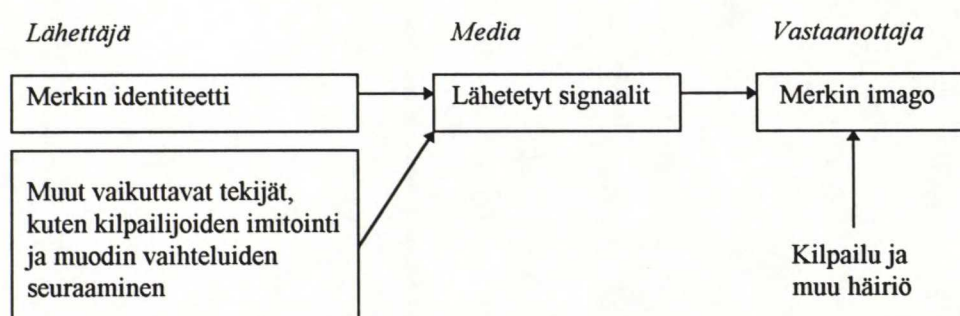 Lähettäjä
Media
Vastaanottaja
Merkin identiteetti
Lähetetyt signaalit
Merkin imago
Muut vaikuttavat tekijät,
kuten kilpailijoiden imitointi
ja muodin vaihteluiden
seuraaminen
Kilpailu ja
muu häiriö